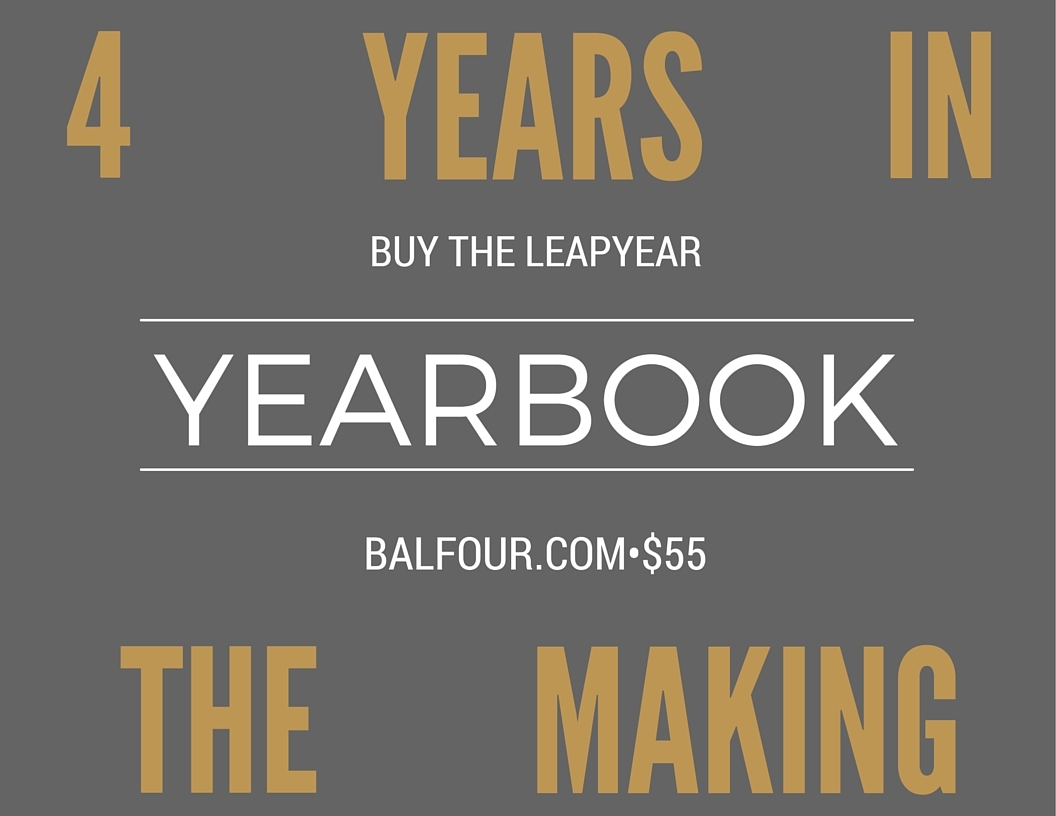 4 YEARS IN
BUY THE LEAPYEAR
YEARBOOK
BALFOUR.COM•$55
THE MAKING